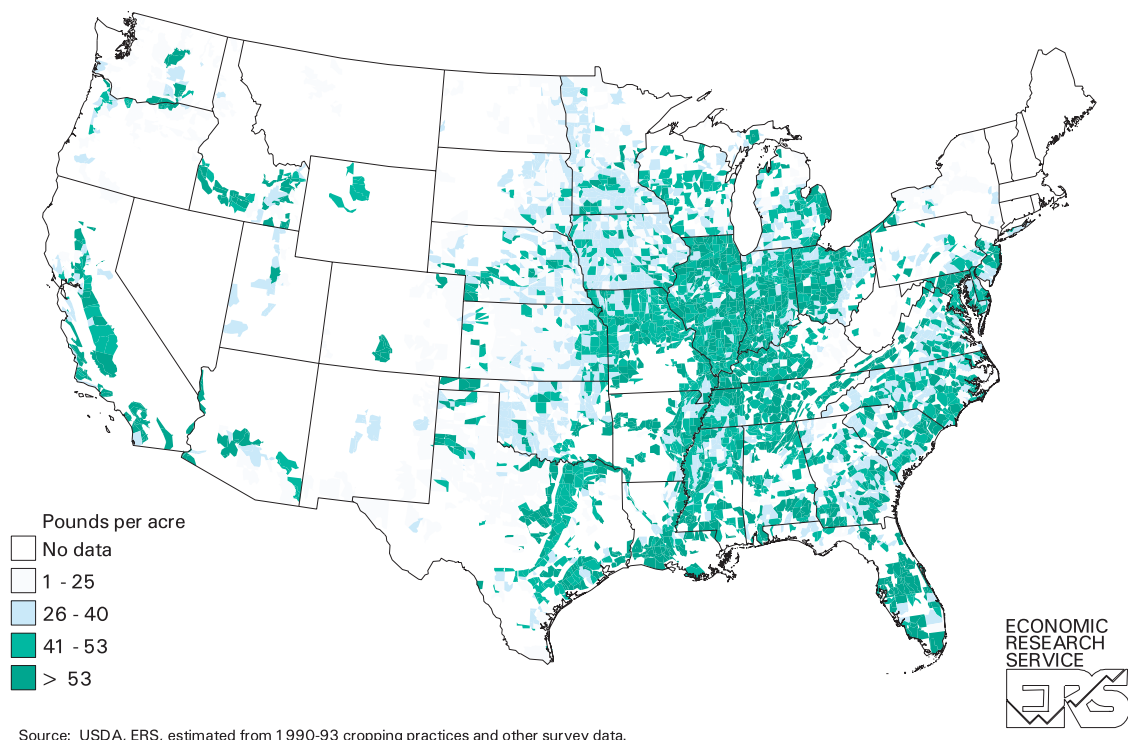 Pounds per acre
No data
1 - 25
26 - 40
41 - 53
> 53
ECONOMIC
RESEARCH
SERVICE
ERS
Source: USDA, ERS, estimated from 1990-93 cropping practices and other survey data.